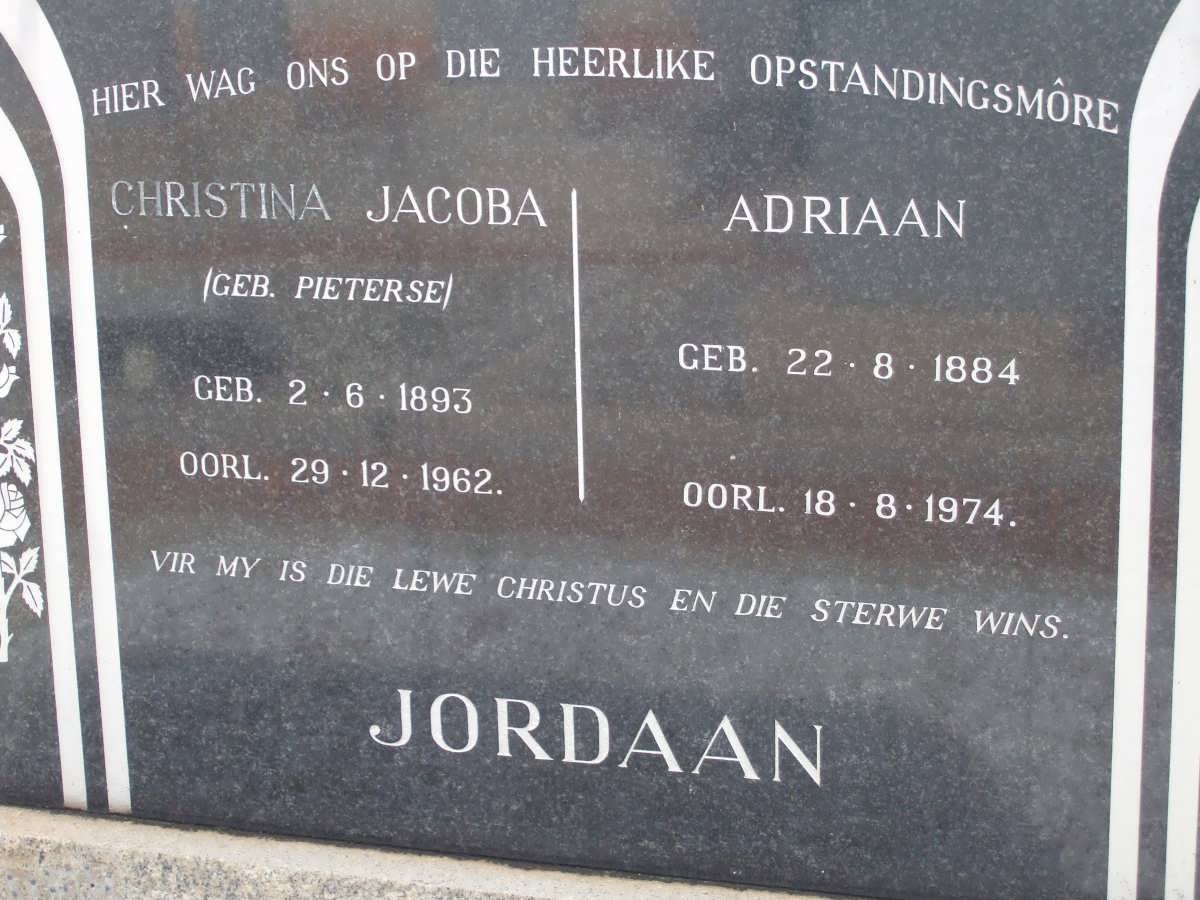 HIER WAG ONS OP DIE HEERLIKE OPSTANDINGSMÔRE
CHRISTINA JACOBA
(GEB. PIETERSE)
GEB. 2·6·1893
OORL. 29·12·1962.
ADRIAAN
GEB. 22·8·1884
OORL. 18·8·1974.
VIR MY IS DIE LEWE CHRISTUS EN DIE STERWE WINS.
JORDAAN